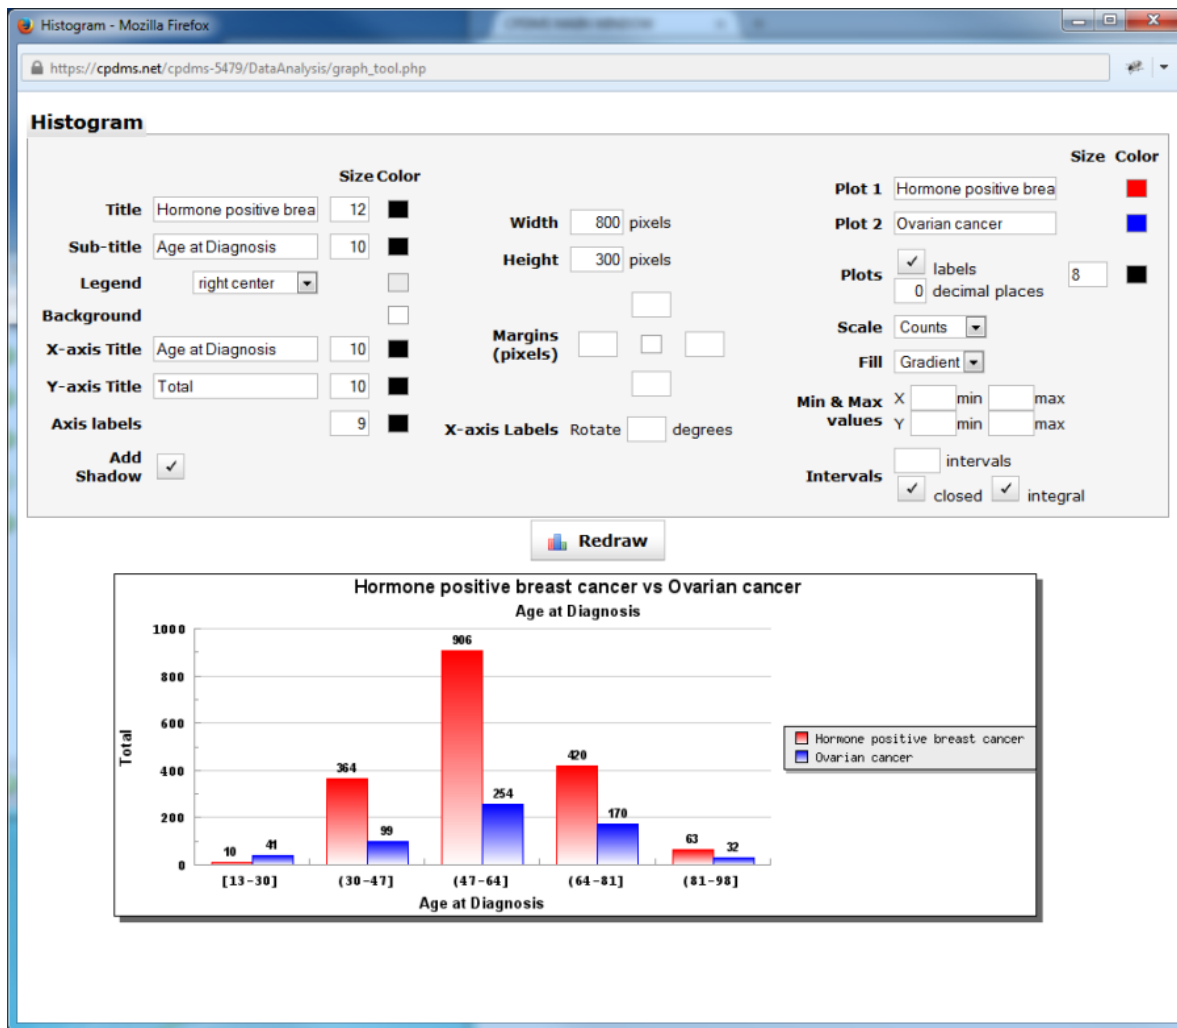 Histogram - Mozilla Firefox
https://cpdms.net/cpdms-5479/DataAnalysis/graph_tool.php
Histogram
Size Color
Title Hormone positive brea 12
Sub-title Age at Diagnosis 10
Legend right center
Background
X-axis Title Age at Diagnosis 10
Y-axis Title Total 10
Axis labels 9
Add Shadow
Width 800 pixels
Height 300 pixels
Margins
(pixels)
X-axis Labels Rotate degrees
Size Color
Plot 1 Hormone positive brea
Plot 2 Ovarian cancer
Plots labels 8
0 decimal places
Scale Counts
Fill Gradient
Min & Max values X min max
Y min max
Intervals intervals
closed integral
Redraw
Hormone positive breast cancer vs Ovarian cancer
Age at Diagnosis
1000
800
600
400
200
0
Total
10 41 364 99 906 254 420 170 63 32
[13-30] (30-47] (47-64] (64-81] (81-98]
Age at Diagnosis
Hormone positive breast cancer
Ovarian cancer